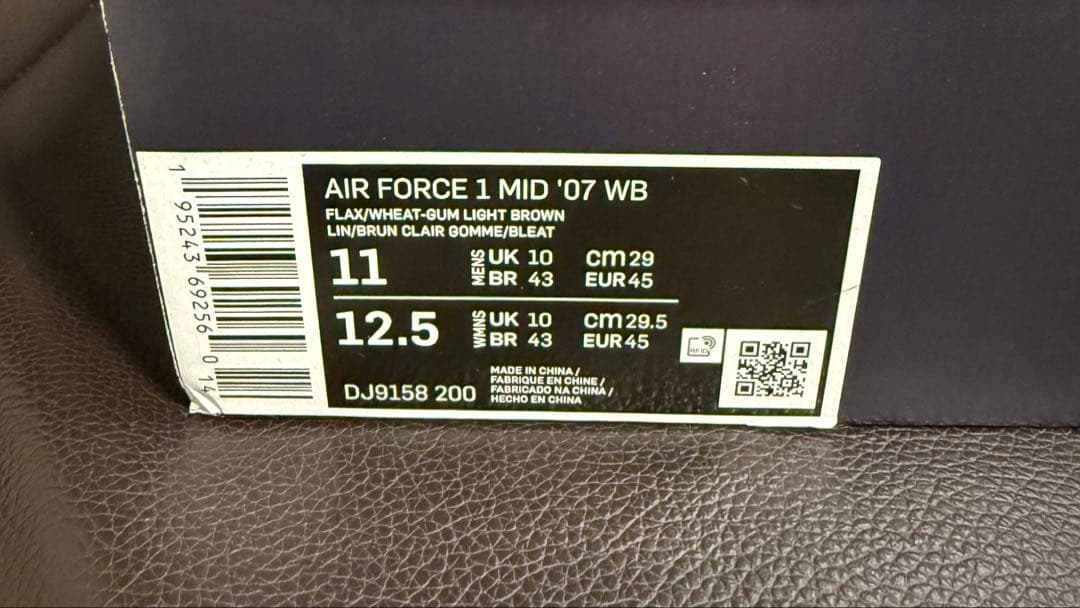 AIR FORCE 1 MID '07 WB
FLAX/WHEAT-GUM LIGHT BROWN
LIN/BRUN CLAIR GOMME/BLEAT
11 MENS UK 10 cm 29
BR 43 EUR 45
12.5 WMNS UK 10 cm 29.5
BR 43 EUR 45
DJ9158 200
MADE IN CHINA /
FABRIQUE EN CHINE /
FABRICADO NA CHINA /
HECHO EN CHINA
RFID
1 95243 69256 0 14